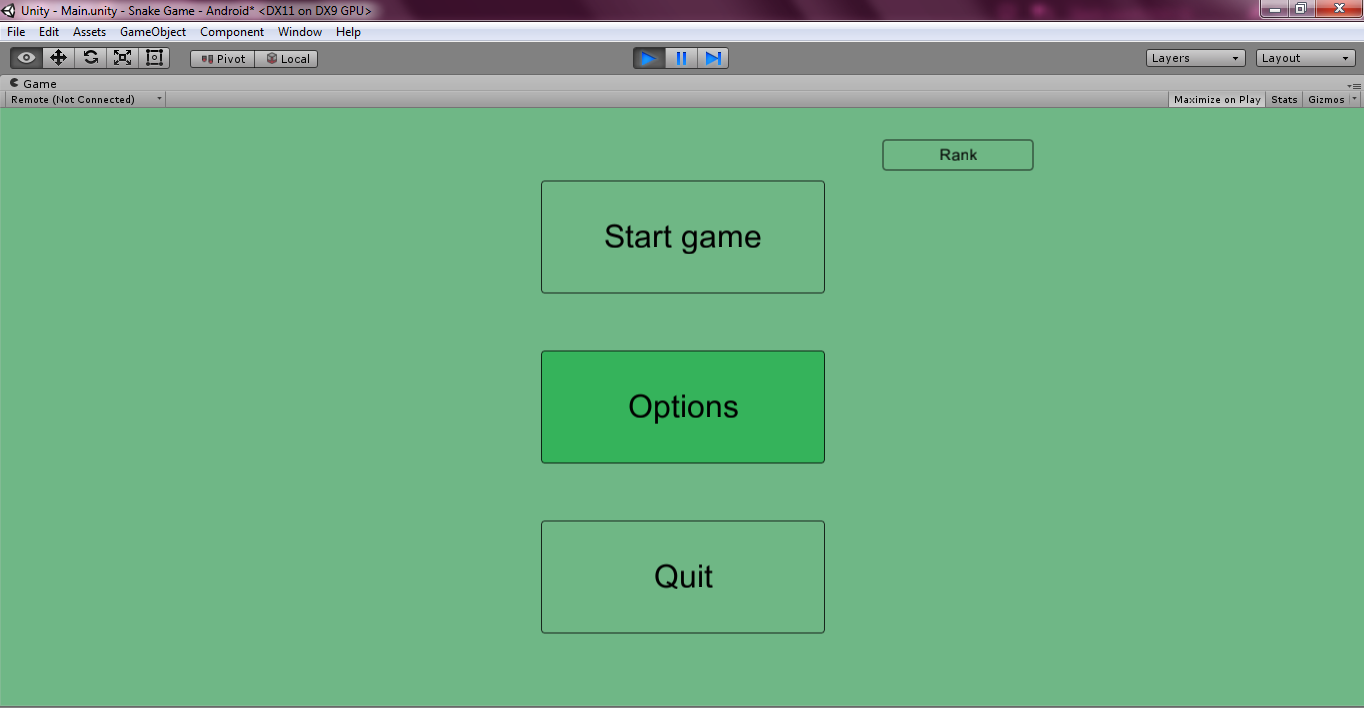 Unity - Main.unity - Snake Game - Android* <DX11 on DX9 GPU>
File Edit Assets GameObject Component Window Help
Pivot Local Layers Layout
Game
Remote (Not Connected) Maximize on Play Stats Gizmos
Rank
Start game
Options
Quit